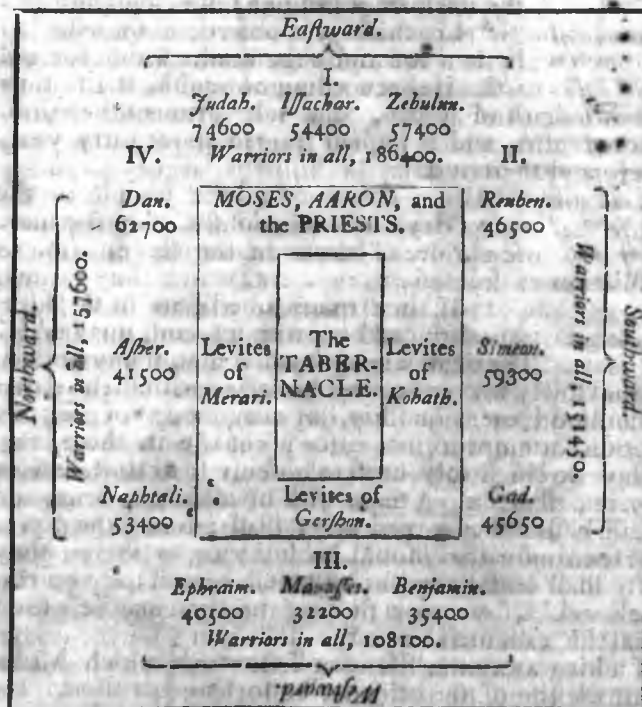 Eaſtward.
I.
Judah. Iſſachar. Zebulun.
74600 54400 57400
IV. Warriors in all, 186400. II.
Dan. MOSES, AARON, and Reuben.
62700 the PRIESTS. 46500
Northward.
Warriors in all, 157600.
Aſher. Levites The Levites Simeon.
41500 of TABER- of 59300
Merari. NACLE. Kohath.
Warriors in all, 151450.
Southward.
Naphtali. Levites of Gad.
53400 Gerſhon. 45650
III.
Ephraim. Manaſſes. Benjamin.
40500 32200 35400
Warriors in all, 108100.
Weſtward.